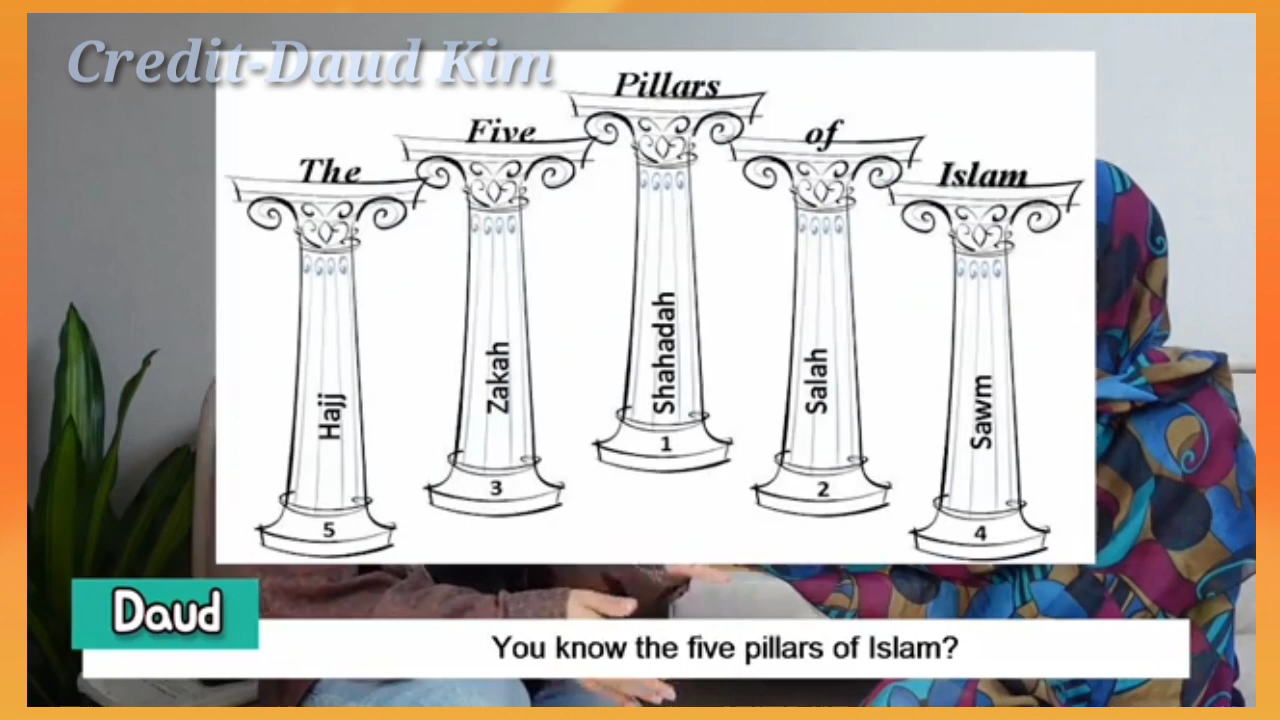 Credit-Daud Kim
The Five Pillars of Islam
Hajj
Zakah
Shahadah
Salah
Sawm
5
3
1
2
4
Daud
You know the five pillars of Islam?